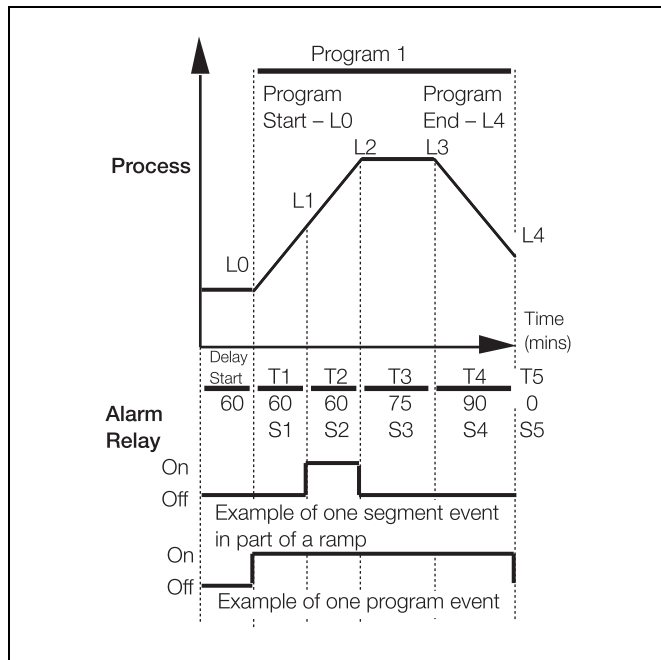 Program 1
Program
Start – L0
Program
End – L4
L2
L3
Process
L1
L4
L0
Time
(mins)
Delay
Start
T1
T2
T3
T4
T5
60
60
60
75
90
0
Alarm
Relay
S1
S2
S3
S4
S5
On
Off
Example of one segment event
in part of a ramp
On
Off
Example of one program event